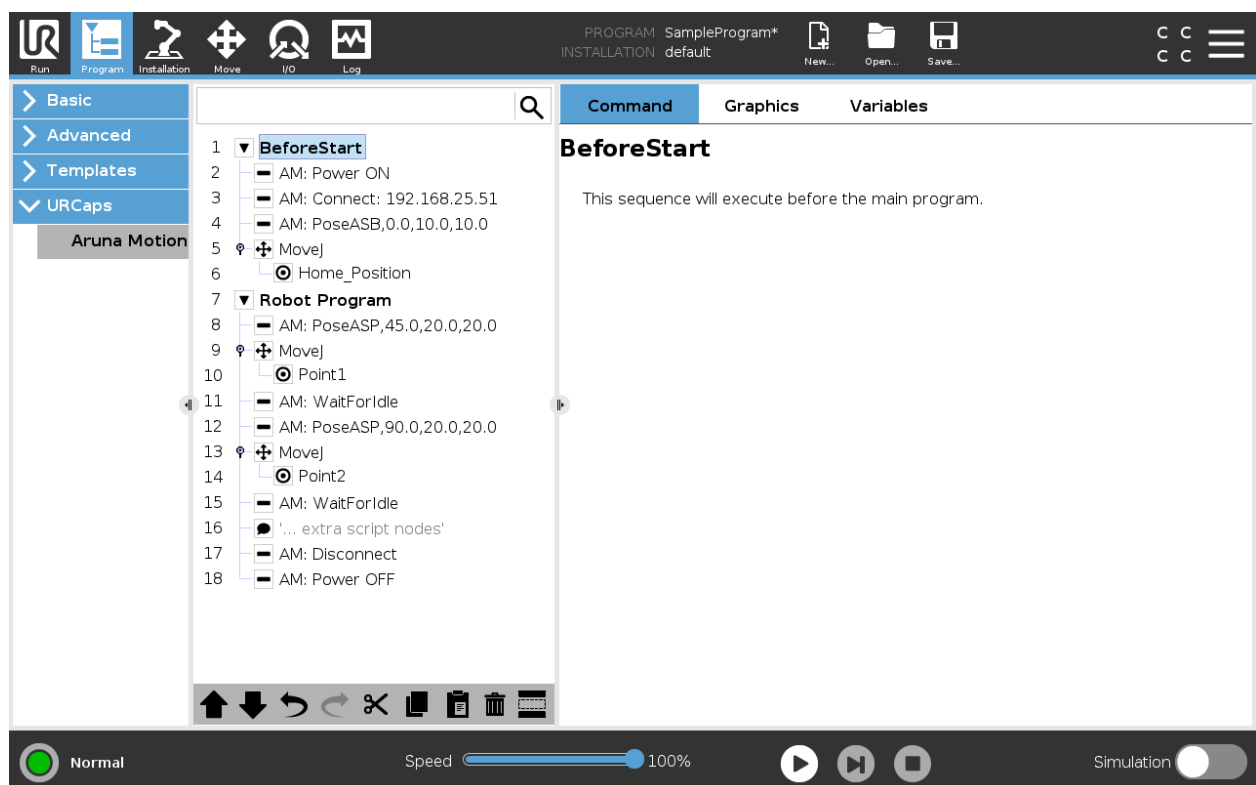 PROGRAM SampleProgram*
INSTALLATION default
Run Program Installation Move I/O Log New... Open... Save...
C C
C C
Basic
Advanced
Templates
URCaps
Aruna Motion
1 BeforeStart
2 AM: Power ON
3 AM: Connect: 192.168.25.51
4 AM: PoseASB,0.0,10.0,10.0
5 MoveJ
6 Home_Position
7 Robot Program
8 AM: PoseASP,45.0,20.0,20.0
9 MoveJ
10 Point1
11 AM: WaitForIdle
12 AM: PoseASP,90.0,20.0,20.0
13 MoveJ
14 Point2
15 AM: WaitForIdle
16 '... extra script nodes'
17 AM: Disconnect
18 AM: Power OFF
Command Graphics Variables
BeforeStart
This sequence will execute before the main program.
Normal Speed 100% Simulation